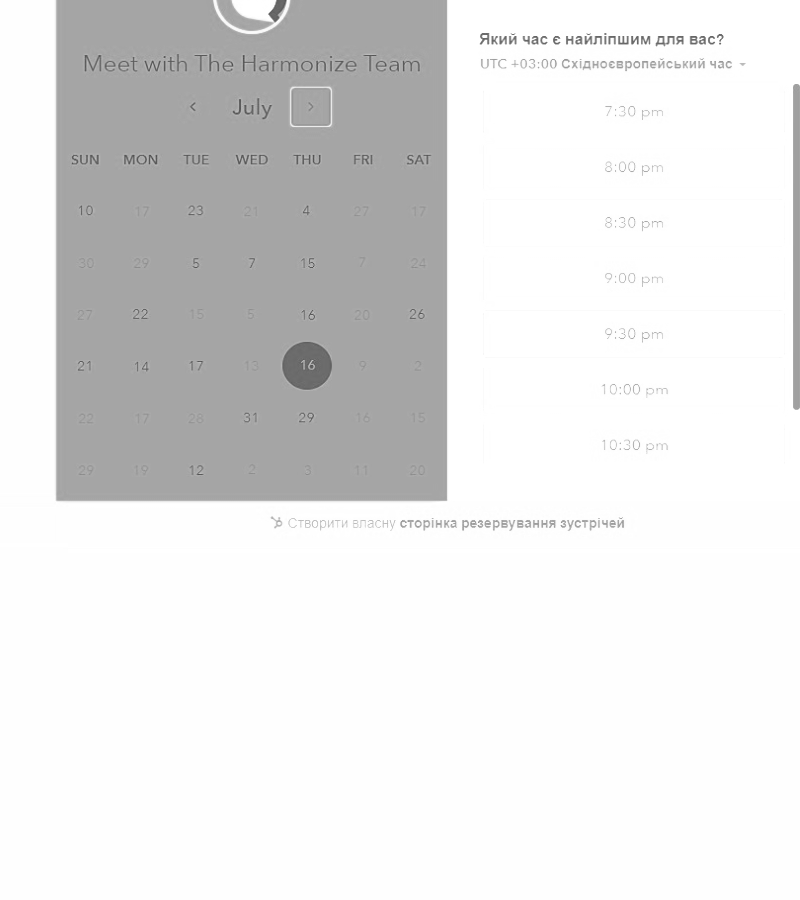 Meet with The Harmonize Team
July
SUN MON TUE WED THU FRI SAT
10 17 23 21 4 27 17
30 29 5 7 15 7 24
27 22 15 5 16 20 26
21 14 17 13 16 9 2
22 17 28 31 29 16 15
29 19 12 2 3 11 20
Який час є найліпшим для вас?
UTC +03:00 Східноєвропейський час
7:30 pm
8:00 pm
8:30 pm
9:00 pm
9:30 pm
10:00 pm
10:30 pm
Створити власну сторінка резервування зустрічей